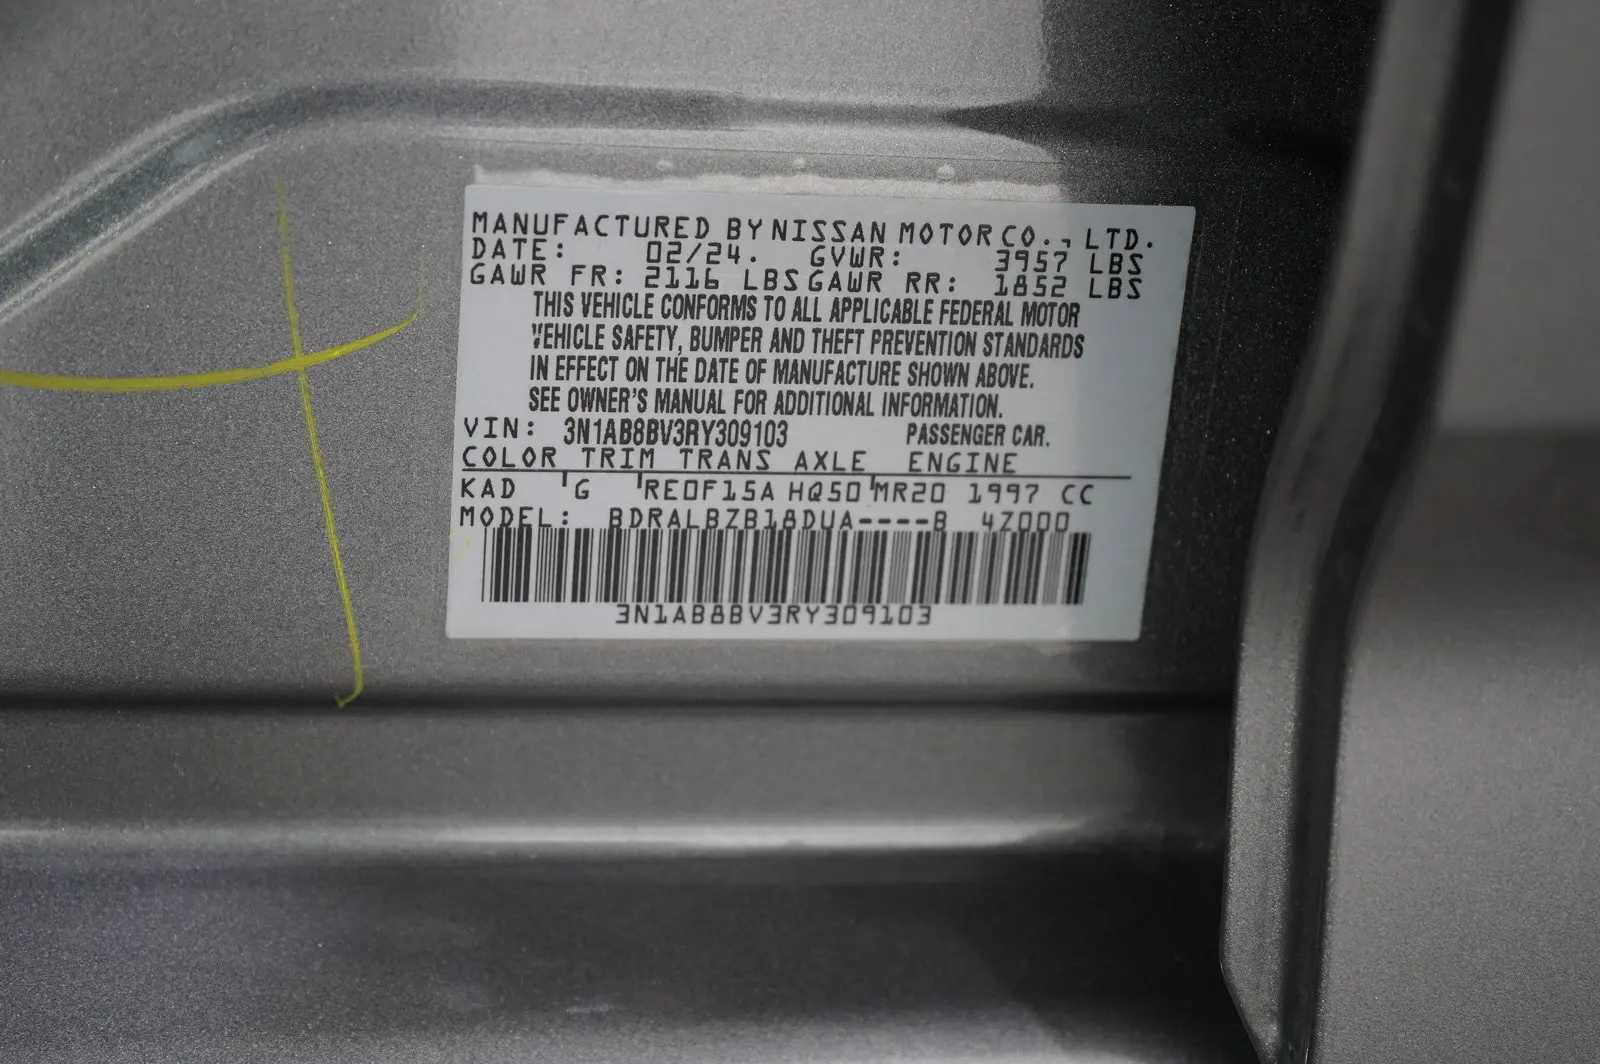 MANUFACTURED BY NISSAN MOTOR CO., LTD.
DATE: 02/24. GVWR: 3957 LBS
GAWR FR: 2116 LBS GAWR RR: 1852 LBS
THIS VEHICLE CONFORMS TO ALL APPLICABLE FEDERAL MOTOR
VEHICLE SAFETY, BUMPER AND THEFT PREVENTION STANDARDS
IN EFFECT ON THE DATE OF MANUFACTURE SHOWN ABOVE.
SEE OWNER'S MANUAL FOR ADDITIONAL INFORMATION.
VIN: 3N1AB8BV3RY309103 PASSENGER CAR.
COLOR TRIM TRANS AXLE ENGINE
KAD G RE0F15A HQ50 MR20 1997 CC
MODEL: BDRALBZB18DUA----B 4Z000
3N1AB8BV3RY309103